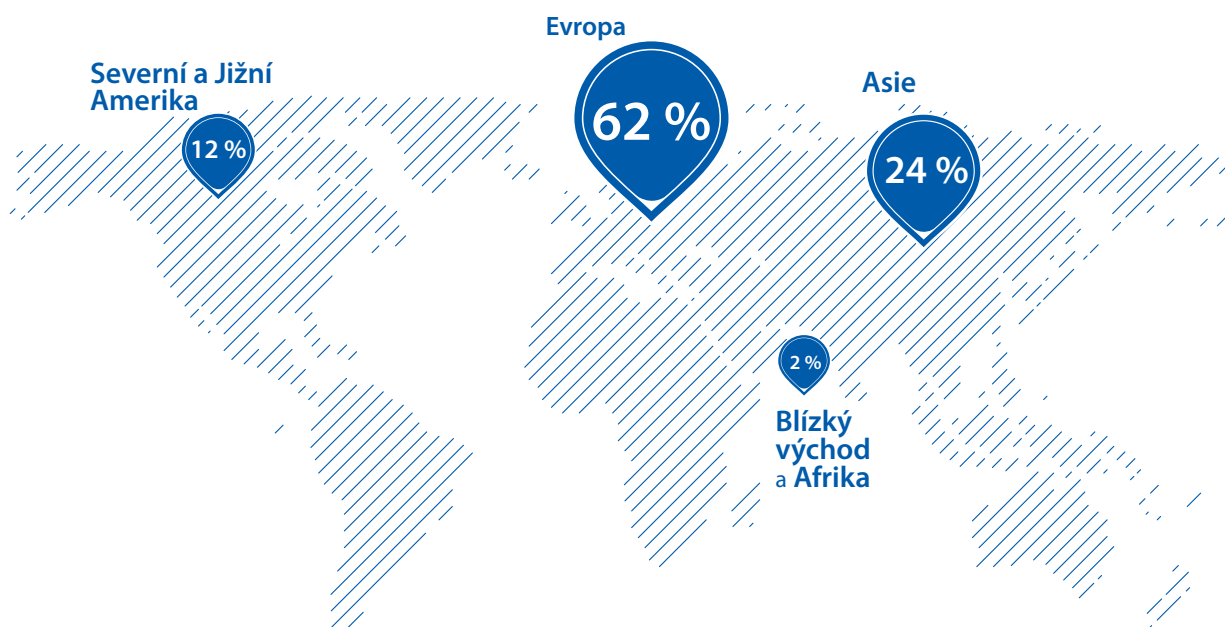 Evropa
62 %
Severní a Jižní
Amerika
12 %
Asie
24 %
2 %
Blízký
východ
a Afrika